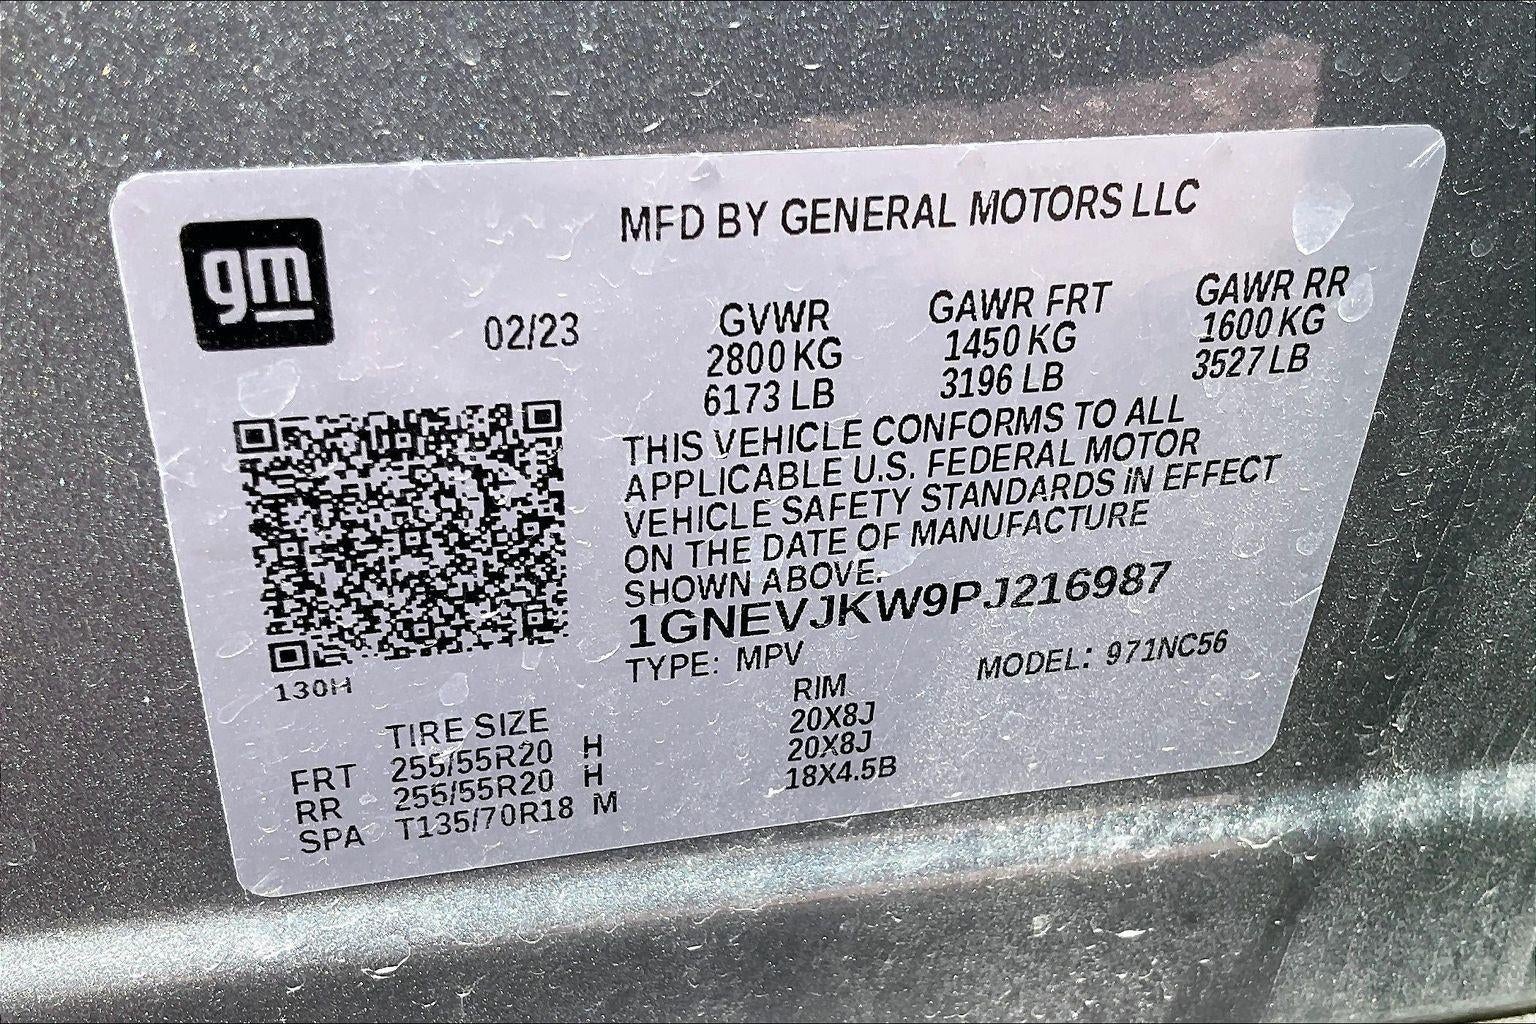 gm
MFD BY GENERAL MOTORS LLC
02/23
GVWR GAWR FRT GAWR RR
2800 KG 1450 KG 1600 KG
6173 LB 3196 LB 3527 LB
THIS VEHICLE CONFORMS TO ALL
APPLICABLE U.S. FEDERAL MOTOR
VEHICLE SAFETY STANDARDS IN EFFECT
ON THE DATE OF MANUFACTURE
SHOWN ABOVE.
1GNEVJKW9PJ216987
TYPE: MPV MODEL: 971NC56
130H
TIRE SIZE RIM
FRT 255/55R20 H 20X8J
RR 255/55R20 H 20X8J
SPA T135/70R18 M 18X4.5B